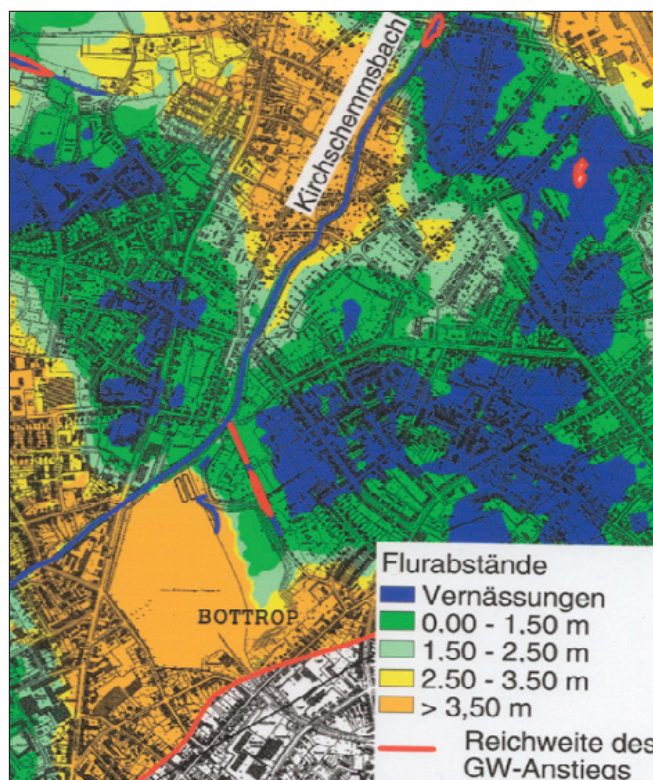 Kirchschemmsbach
BOTTROP
Flurabstände
Vernässungen
0.00 - 1.50 m
1.50 - 2.50 m
2.50 - 3.50 m
> 3,50 m
Reichweite des
GW-Anstiegs